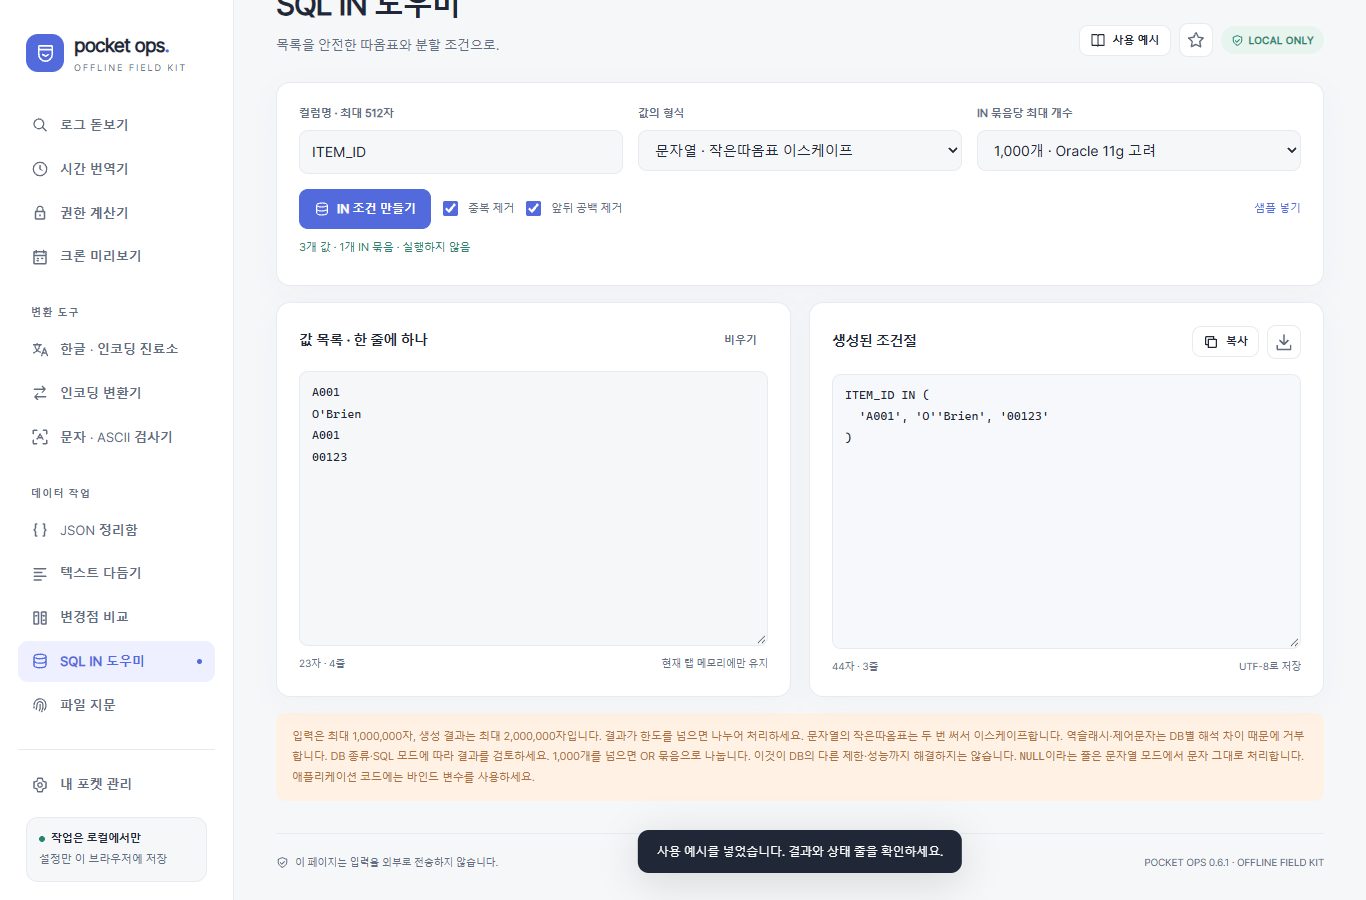 pocket ops.
OFFLINE FIELD KIT
로그 돋보기
시간 번역기
권한 계산기
크론 미리보기
변환 도구
한글 · 인코딩 진료소
인코딩 변환기
문자 · ASCII 검사기
데이터 작업
JSON 정리함
텍스트 다듬기
변경점 비교
SQL IN 도우미
파일 지문
내 포켓 관리
작업은 로컬에서만
설정만 이 브라우저에 저장
SQL IN 도우미
목록을 안전한 따옴표와 분할 조건으로.
사용 예시
LOCAL ONLY
컬럼명 · 최대 512자
ITEM_ID
값의 형식
문자열 · 작은따옴표 이스케이프
IN 묶음당 최대 개수
1,000개 · Oracle 11g 고려
IN 조건 만들기
중복 제거
앞뒤 공백 제거
샘플 넣기
3개 값 · 1개 IN 묶음 · 실행하지 않음
값 목록 · 한 줄에 하나
비우기
A001
O'Brien
A001
00123
23자 · 4줄
현재 탭 메모리에만 유지
생성된 조건절
복사
ITEM_ID IN (
'A001', 'O''Brien', '00123'
)
44자 · 3줄
UTF-8로 저장
입력은 최대 1,000,000자, 생성 결과는 최대 2,000,000자입니다. 결과가 한도를 넘으면 나누어 처리하세요. 문자열의 작은따옴표는 두 번 써서 이스케이프합니다. 역슬래시·제어문자는 DB별 해석 차이 때문에 거부
합니다. DB 종류·SQL 모드에 따라 결과를 검토하세요. 1,000개를 넘으면 OR 묶음으로 나눕니다. 이것이 DB의 다른 제한·성능까지 해결하지는 않습니다. NULL이라는 줄은 문자열 모드에서 문자 그대로 처리합니다.
애플리케이션 코드에는 바인드 변수를 사용하세요.
이 페이지는 입력을 외부로 전송하지 않습니다.
사용 예시를 넣었습니다. 결과와 상태 줄을 확인하세요.
POCKET OPS 0.6.1 · OFFLINE FIELD KIT